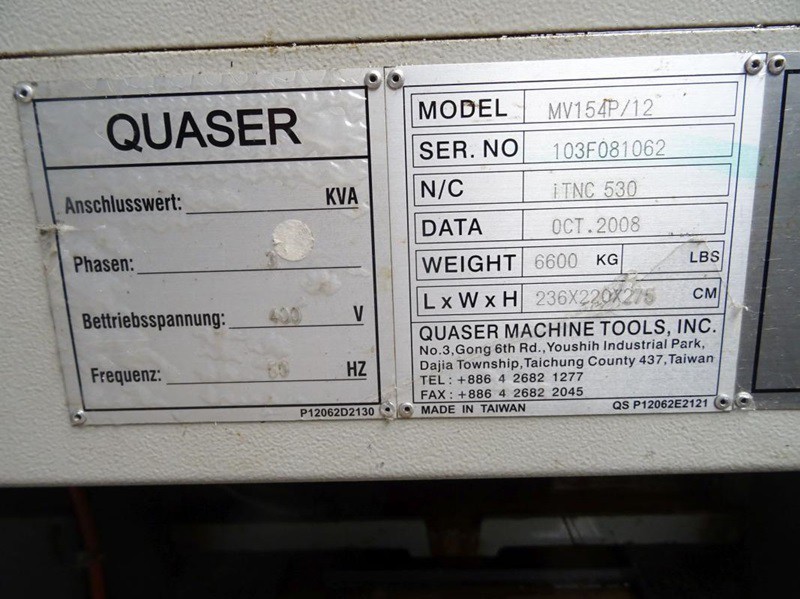 QUASER
Anschlusswert: KVA
Phasen: 3
Bettriebsspannung: 400 V
Frequenz: HZ
P12062D2130
MODEL MV154P/12
SER. NO 103F081062
N/C iTNC 530
DATA OCT.2008
WEIGHT 6600 KG LBS
L x W x H 236X220X275 CM
QUASER MACHINE TOOLS, INC.
No.3,Gong 6th Rd.,Youshih Industrial Park,
Dajia Township,Taichung County 437,Taiwan
TEL : +886 4 2682 1277
FAX : +886 4 2682 2045
MADE IN TAIWAN QS P12062E2121